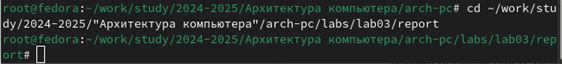 root@fedora:~/work/study/2024-2025/Архитектура компьютера/arch-pc# cd ~/work/stu
dy/2024-2025/"Архитектура компьютера"/arch-pc/labs/lab03/report
root@fedora:~/work/study/2024-2025/Архитектура компьютера/arch-pc/labs/lab03/rep
ort#